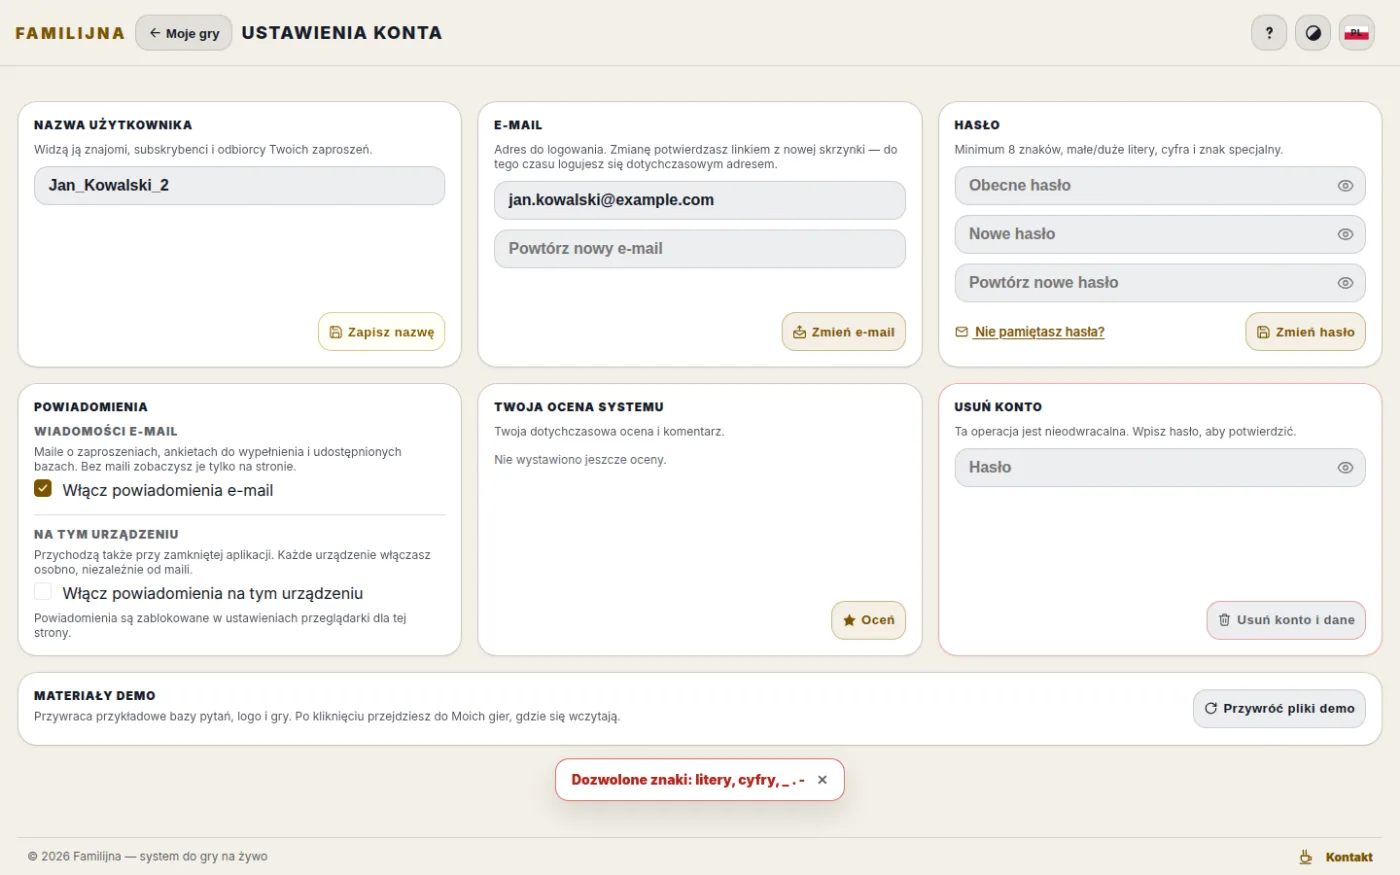 FAMILIJNA
← Moje gry
USTAWIENIA KONTA
?
PL
NAZWA UŻYTKOWNIKA
Widzą ją znajomi, subskrybenci i odbiorcy Twoich zaproszeń.
Jan_Kowalski_2
Zapisz nazwę
E-MAIL
Adres do logowania. Zmianę potwierdzasz linkiem z nowej skrzynki — do
tego czasu logujesz się dotychczasowym adresem.
jan.kowalski@example.com
Powtórz nowy e-mail
Zmień e-mail
HASŁO
Minimum 8 znaków, małe/duże litery, cyfra i znak specjalny.
Obecne hasło
Nowe hasło
Powtórz nowe hasło
Nie pamiętasz hasła?
Zmień hasło
POWIADOMIENIA
WIADOMOŚCI E-MAIL
Maile o zaproszeniach, ankietach do wypełnienia i udostępnionych
bazach. Bez maili zobaczysz je tylko na stronie.
Włącz powiadomienia e-mail
NA TYM URZĄDZENIU
Przychodzą także przy zamkniętej aplikacji. Każde urządzenie włączasz
osobno, niezależnie od maili.
Włącz powiadomienia na tym urządzeniu
Powiadomienia są zablokowane w ustawieniach przeglądarki dla tej
strony.
TWOJA OCENA SYSTEMU
Twoja dotychczasowa ocena i komentarz.
Nie wystawiono jeszcze oceny.
Oceń
USUŃ KONTO
Ta operacja jest nieodwracalna. Wpisz hasło, aby potwierdzić.
Hasło
Usuń konto i dane
MATERIAŁY DEMO
Przywraca przykładowe bazy pytań, logo i gry. Po kliknięciu przejdziesz do Moich gier, gdzie się wczytają.
Przywróć pliki demo
Dozwolone znaki: litery, cyfry, _ . - ×
© 2026 Familijna — system do gry na żywo
Kontakt